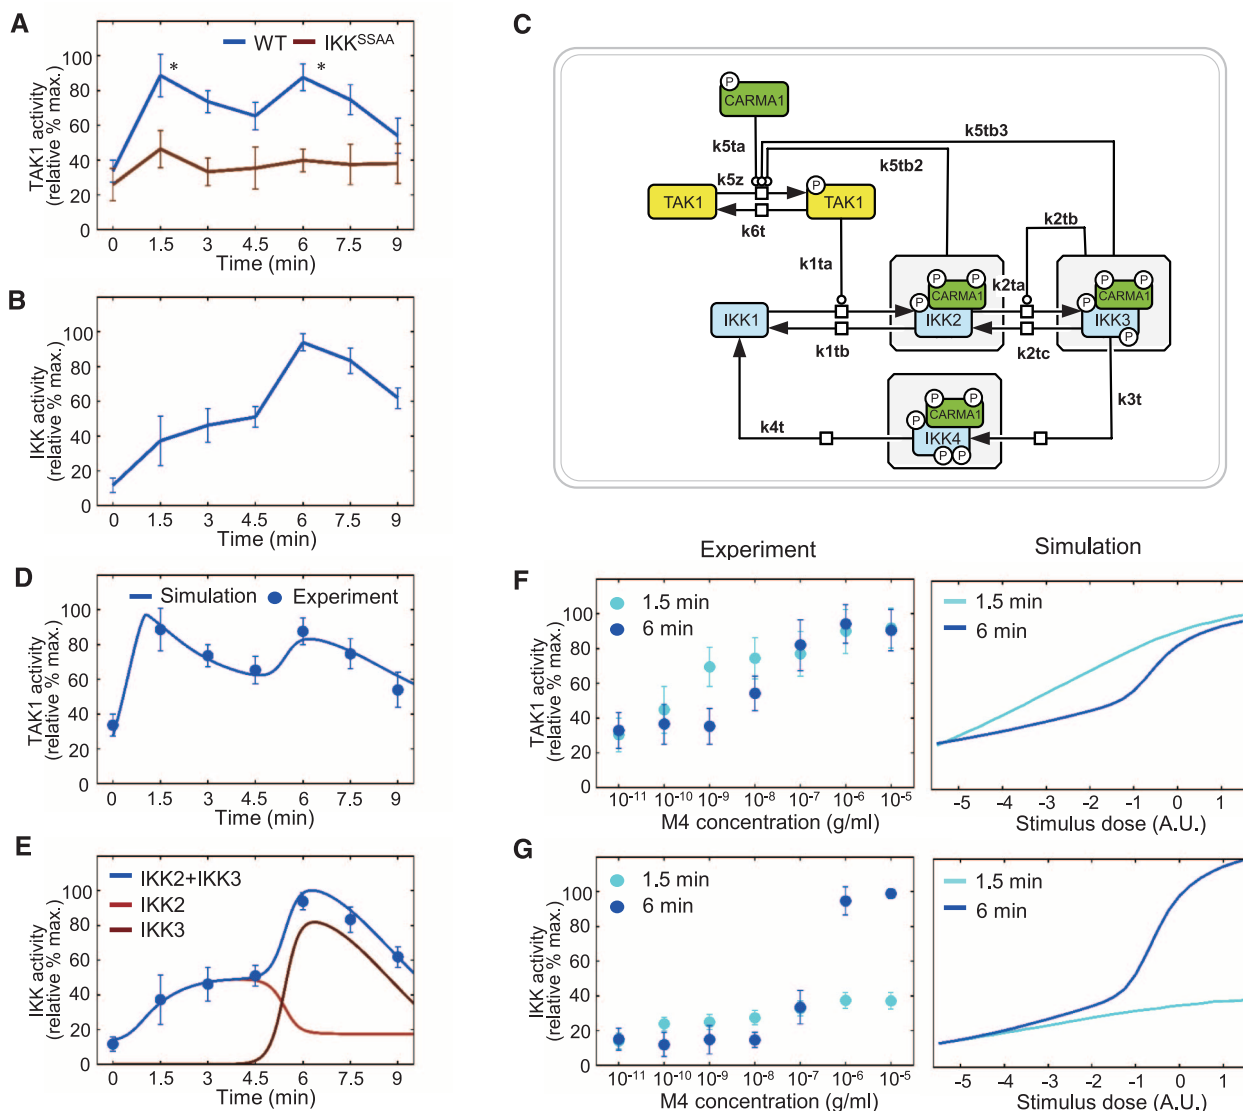 A
WT
IKK^SSAA
*
*
100
80
60
40
20
0
TAK1 activity
(relative % max.)
0 1.5 3 4.5 6 7.5 9
Time (min)
B
100
80
60
40
20
0
IKK activity
(relative % max.)
0 1.5 3 4.5 6 7.5 9
Time (min)
C
P
CARMA1
k5ta
k5tb3
k5tb2
k5z
TAK1
P
TAK1
k6t
k1ta
k2tb
P P
CARMA1
P
IKK2
k2ta
P P
CARMA1
P
IKK3
P
IKK1
k1tb
k2tc
k3t
P P
CARMA1
P
IKK4
P P
k4t
D
Simulation
Experiment
100
80
60
40
20
0
TAK1 activity
(relative % max.)
0 1.5 3 4.5 6 7.5 9
E
IKK2+IKK3
IKK2
IKK3
100
80
60
40
20
0
IKK activity
(relative % max.)
0 1.5 3 4.5 6 7.5 9
Time (min)
Experiment
Simulation
F
1.5 min
6 min
100
80
60
40
20
0
TAK1 activity
(relative % max.)
10^-11 10^-10 10^-9 10^-8 10^-7 10^-6 10^-5
M4 concentration (g/ml)
1.5 min
6 min
-5 -4 -3 -2 -1 0 1
Stimulus dose (A.U.)
G
1.5 min
6 min
100
80
60
40
20
0
IKK activity
(relative % max.)
10^-11 10^-10 10^-9 10^-8 10^-7 10^-6 10^-5
M4 concentration (g/ml)
1.5 min
6 min
-5 -4 -3 -2 -1 0 1
Stimulus dose (A.U.)